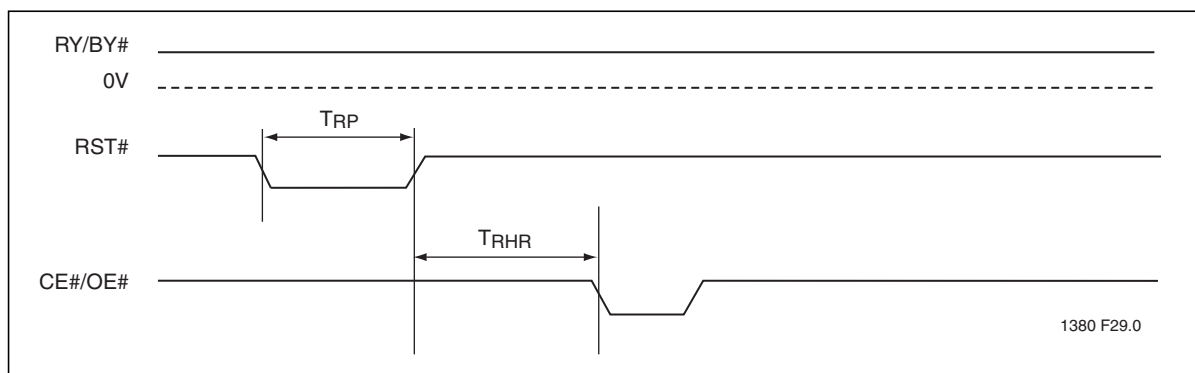 RY/BY#
0V
TRP
RST#
TRHR
CE#/OE#
1380 F29.0